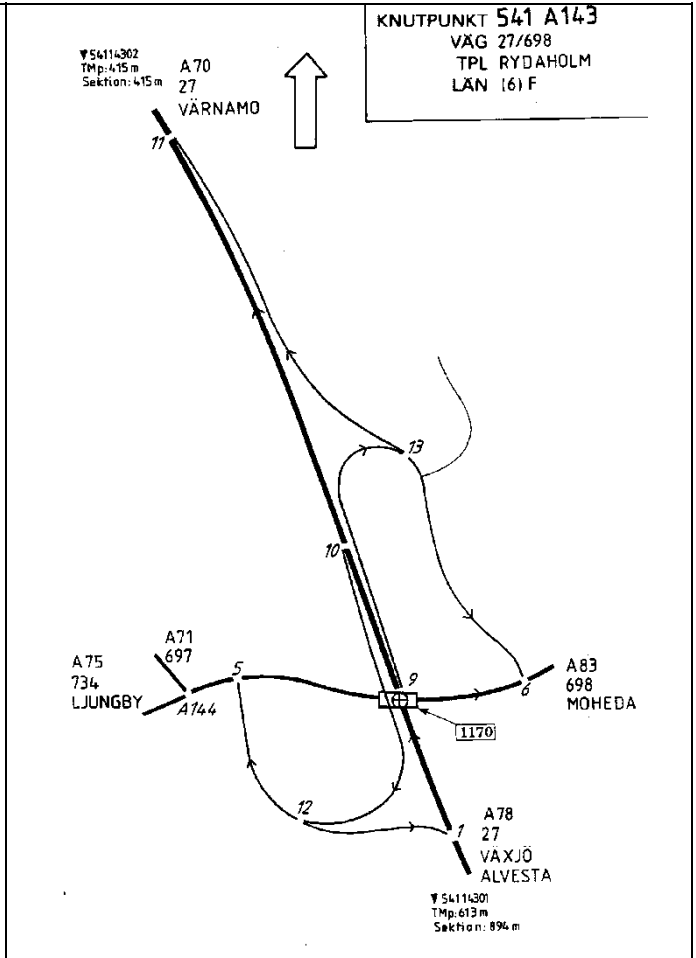 KNUTPUNKT 541 A143
VÄG 27/698
TPL RYDAHOLM
LÄN (6) F
54114302
TMp: 415 m
Sektion: 415 m
A70
27
VÄRNAMO
11
13
10
A71
697
A75
734
LJUNGBY
A144
5
9
6
A83
698
MOHEDA
1170
12
1
A78
27
VÄXJÖ
ALVESTA
54114301
TMp: 613 m
Sektion: 894 m